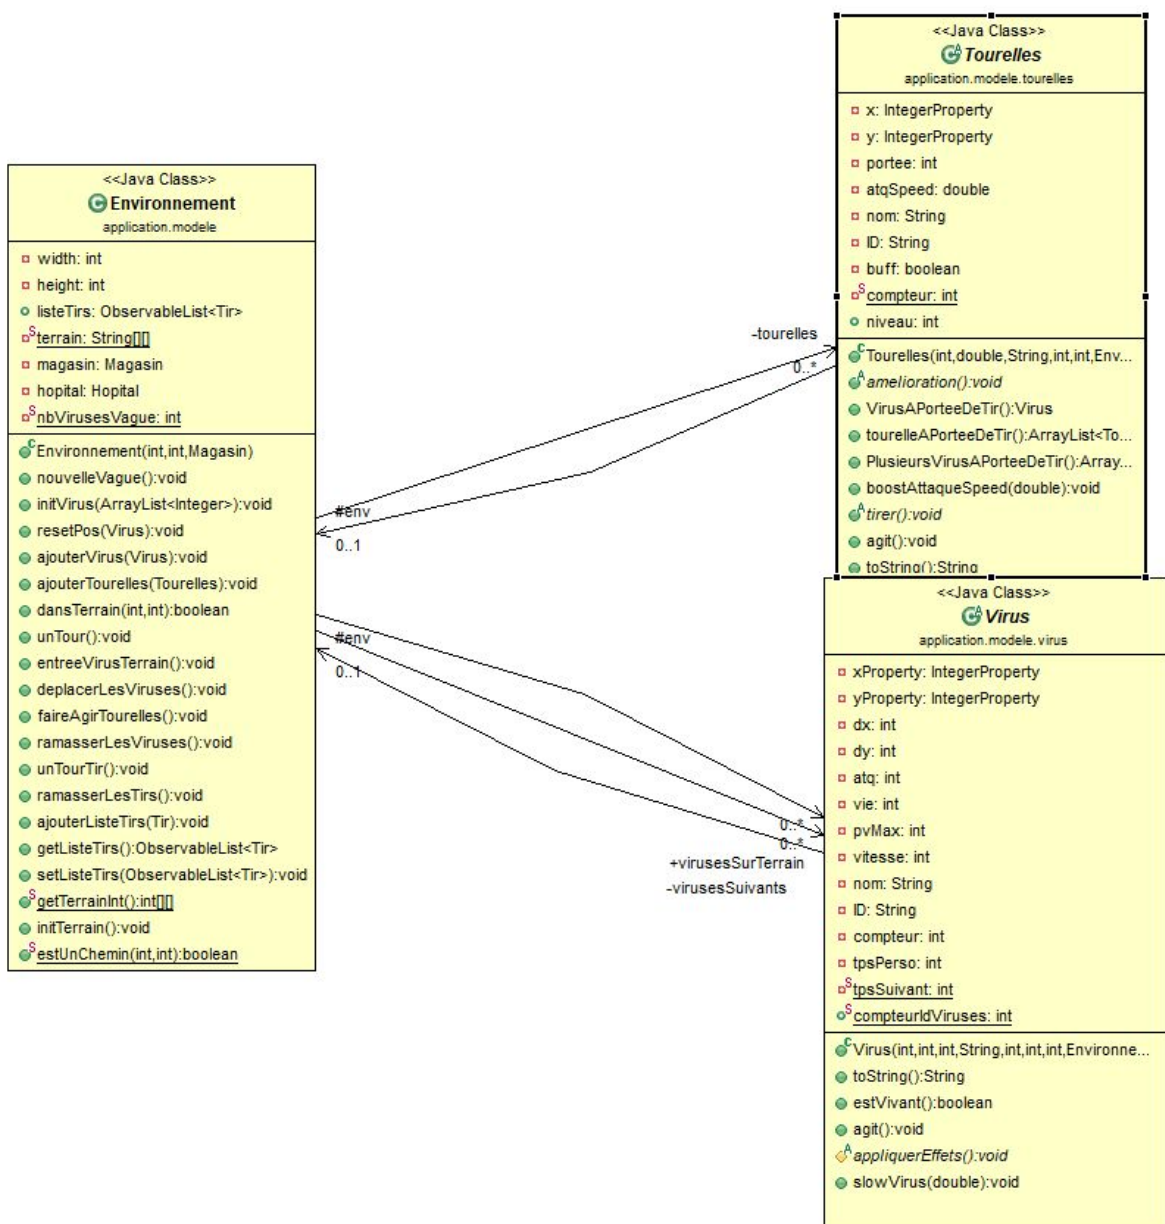 <<Java Class>>
Environnement
application.modele
width: int
height: int
listeTirs: ObservableList<Tir>
terrain: String[][]
magasin: Magasin
hopital: Hopital
nbVirusesVague: int
Environnement(int,int,Magasin)
nouvelleVague():void
initVirus(ArrayList<Integer>):void
resetPos(Virus):void
ajouterVirus(Virus):void
ajouterTourelles(Tourelles):void
dansTerrain(int,int):boolean
unTour():void
entreeVirusTerrain():void
deplacerLesViruses():void
faireAgirTourelles():void
ramasserLesViruses():void
unTourTir():void
ramasserLesTirs():void
ajouterListeTirs(Tir):void
getListeTirs():ObservableList<Tir>
setListeTirs(ObservableList<Tir>):void
getTerrainInt():int[][]
initTerrain():void
estUnChemin(int,int):boolean
-tourelles
0..*
#env
0..1
#env
0..1
0..*
0..*
+virusesSurTerrain
-virusesSuivants
<<Java Class>>
Tourelles
application.modele.tourelles
x: IntegerProperty
y: IntegerProperty
portee: int
atqSpeed: double
nom: String
ID: String
buff: boolean
compteur: int
niveau: int
Tourelles(int,double,String,int,int,Env...
amelioration():void
VirusAPorteeDeTir():Virus
tourelleAPorteeDeTir():ArrayList<To...
PlusieursVirusAPorteeDeTir():Array...
boostAttaqueSpeed(double):void
tirer():void
agit():void
toString():String
<<Java Class>>
Virus
application.modele.virus
xProperty: IntegerProperty
yProperty: IntegerProperty
dx: int
dy: int
atq: int
vie: int
pvMax: int
vitesse: int
nom: String
ID: String
compteur: int
tpsPerso: int
tpsSuivant: int
compteurIdViruses: int
Virus(int,int,int,String,int,int,int,Environne...
toString():String
estVivant():boolean
agit():void
appliquerEffets():void
slowVirus(double):void